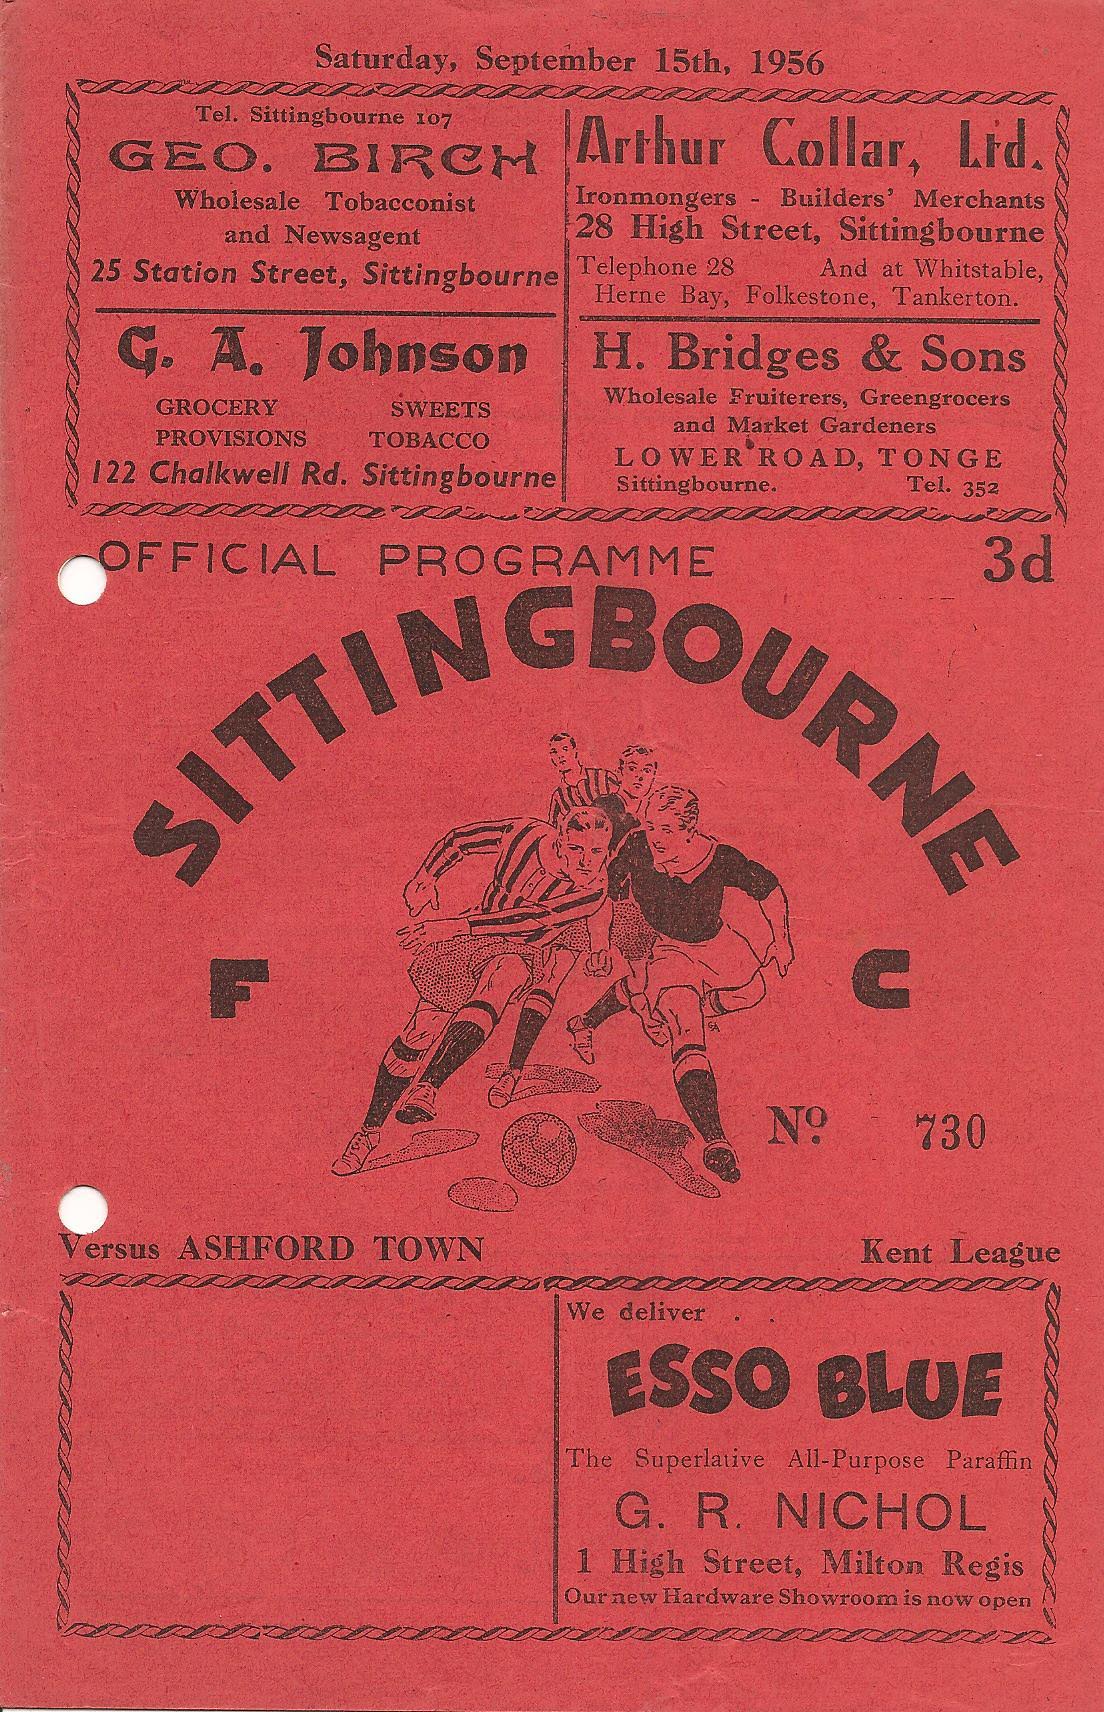 Saturday, September 15th, 1956
Tel. Sittingbourne 107
GEO. BIRCH
Wholesale Tobacconist
and Newsagent
25 Station Street, Sittingbourne
Arthur Collar, Ltd.
Ironmongers - Builders' Merchants
28 High Street, Sittingbourne
Telephone 28 And at Whitstable,
Herne Bay, Folkestone, Tankerton.
G. A. Johnson
GROCERY SWEETS
PROVISIONS TOBACCO
122 Chalkwell Rd. Sittingbourne
H. Bridges & Sons
Wholesale Fruiterers, Greengrocers
and Market Gardeners
LOWER ROAD, TONGE
Sittingbourne. Tel. 352
OFFICIAL PROGRAMME 3d
SITTINGBOURNE
F C
No. 730
Versus ASHFORD TOWN Kent League
We deliver . .
ESSO BLUE
The Superlative All-Purpose Paraffin
G. R. NICHOL
1 High Street, Milton Regis
Our new Hardware Showroom is now open